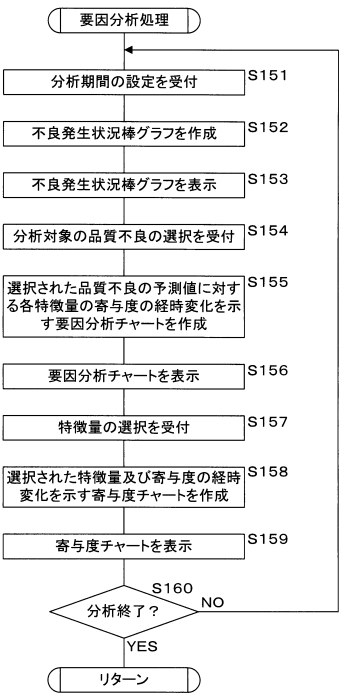 要因分析処理
分析期間の設定を受付
S151
不良発生状況棒グラフを作成
S152
不良発生状況棒グラフを表示
S153
分析対象の品質不良の選択を受付
S154
選択された品質不良の予測値に対す
る各特徴量の寄与度の経時変化を示
す要因分析チャートを作成
S155
要因分析チャートを表示
S156
特徴量の選択を受付
S157
選択された特徴量及び寄与度の経時
変化を示す寄与度チャートを作成
S158
寄与度チャートを表示
S159
S160
分析終了？
NO
YES
リターン